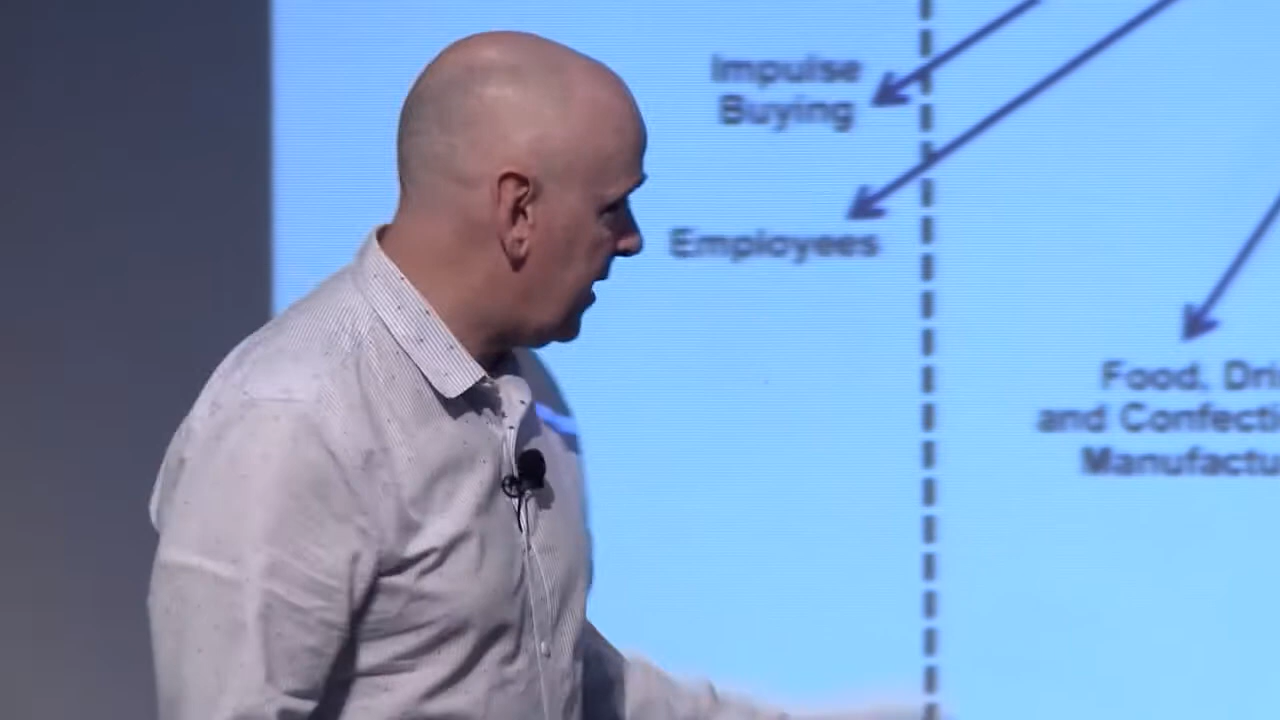 Impulse
Buying
Employees
Food, Dri
and Confecti
Manufactu